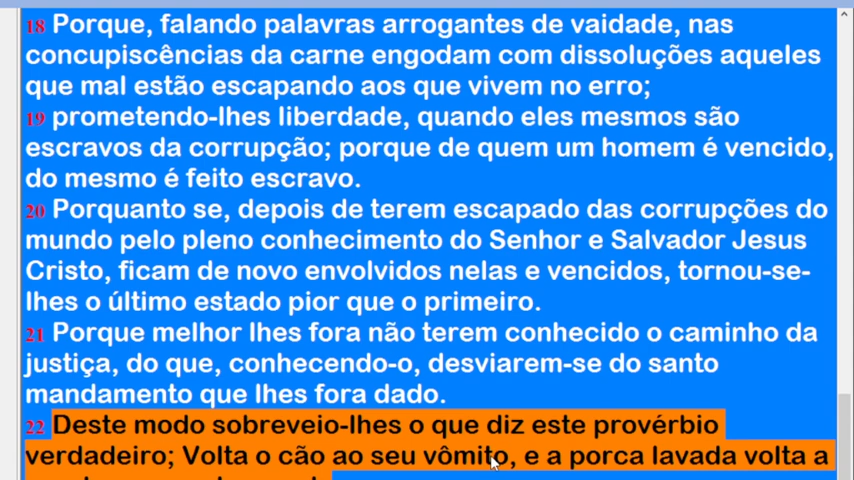 18 Porque, falando palavras arrogantes de vaidade, nas
concupiscências da carne engodam com dissoluções aqueles
que mal estão escapando aos que vivem no erro;
19 prometendo-lhes liberdade, quando eles mesmos são
escravos da corrupção; porque de quem um homem é vencido,
do mesmo é feito escravo.
20 Porquanto se, depois de terem escapado das corrupções do
mundo pelo pleno conhecimento do Senhor e Salvador Jesus
Cristo, ficam de novo envolvidos nelas e vencidos, tornou-se-
lhes o último estado pior que o primeiro.
21 Porque melhor lhes fora não terem conhecido o caminho da
justiça, do que, conhecendo-o, desviarem-se do santo
mandamento que lhes fora dado.
22 Deste modo sobreveio-lhes o que diz este provérbio
verdadeiro; Volta o cão ao seu vômito, e a porca lavada volta a